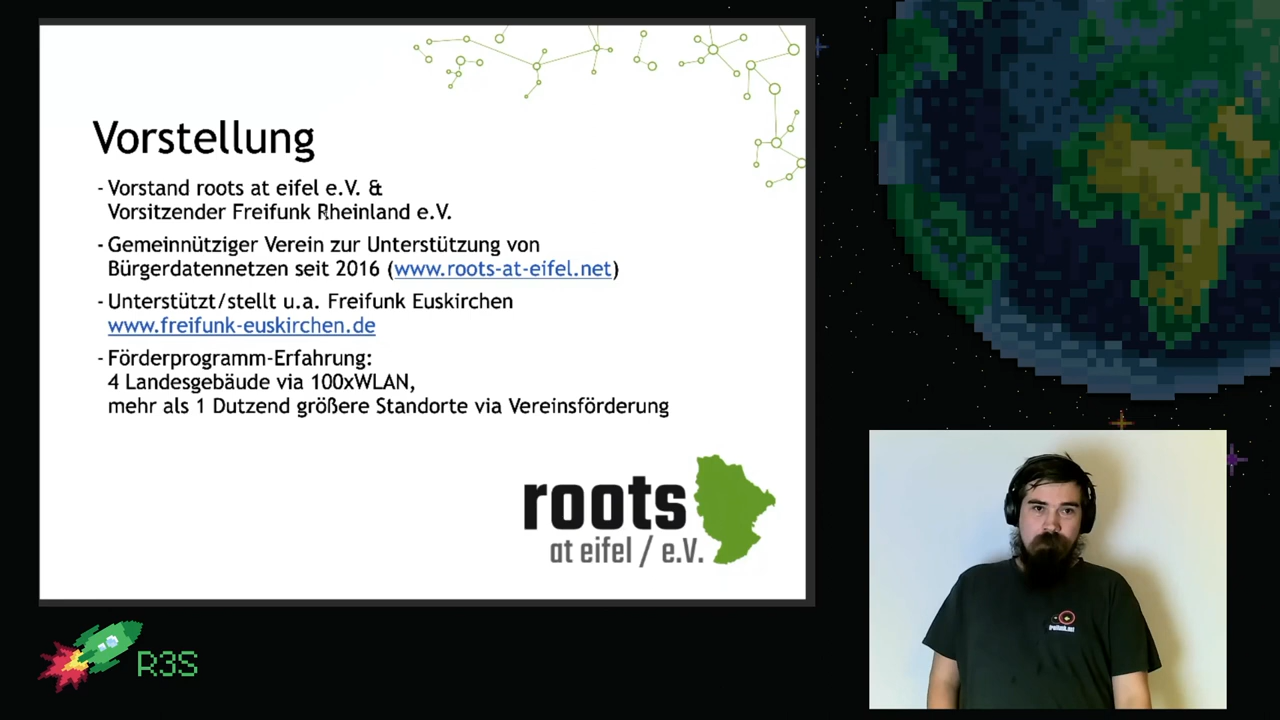 Vorstellung
- Vorstand roots at eifel e.V. &
Vorsitzender Freifunk Rheinland e.V.
- Gemeinnütziger Verein zur Unterstützung von
Bürgerdatennetzen seit 2016 (www.roots-at-eifel.net)
- Unterstützt/stellt u.a. Freifunk Euskirchen
www.freifunk-euskirchen.de
- Förderprogramm-Erfahrung:
4 Landesgebäude via 100xWLAN,
mehr als 1 Dutzend größere Standorte via Vereinsförderung
roots
at eifel / e.V.
R3S
freifunk.net